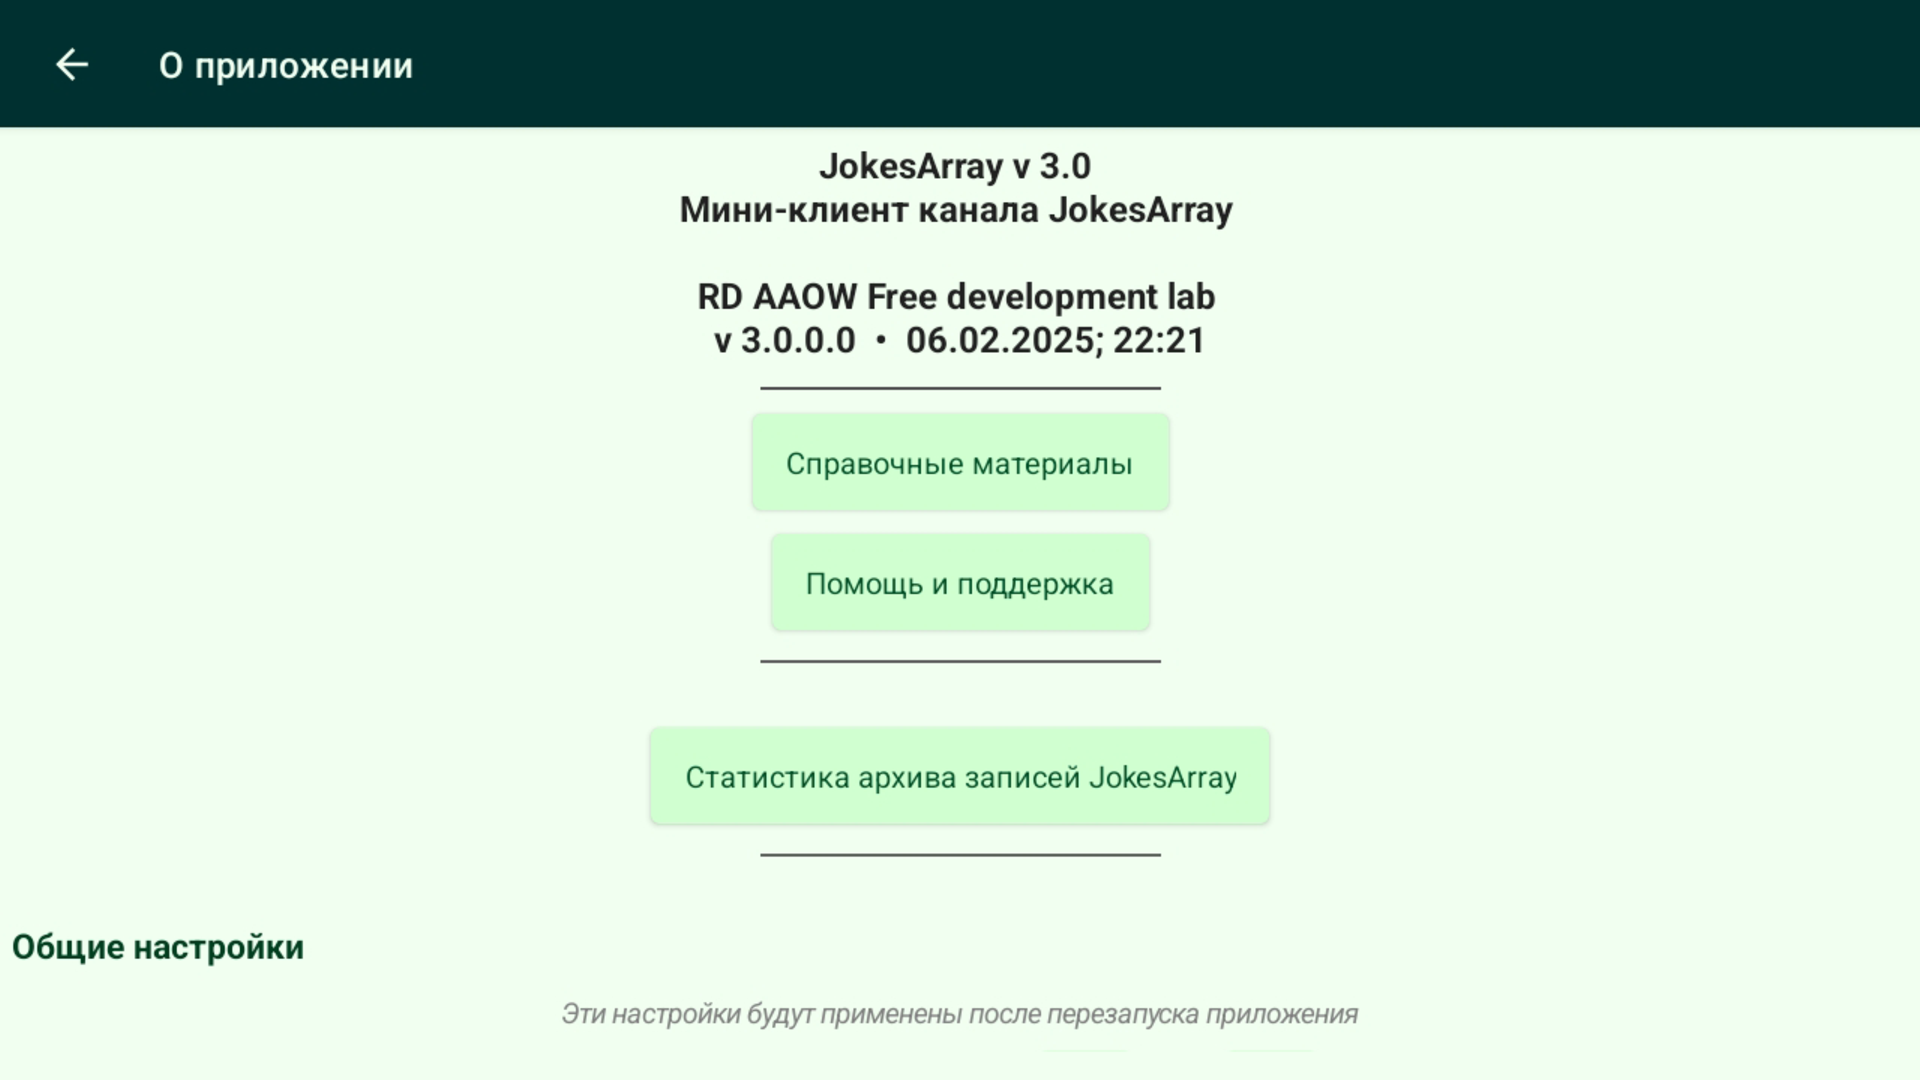 О приложении
JokesArray v 3.0
Мини-клиент канала JokesArray
RD AAOW Free development lab
v 3.0.0.0 • 06.02.2025; 22:21
Справочные материалы
Помощь и поддержка
Статистика архива записей JokesArray
Общие настройки
Эти настройки будут применены после перезапуска приложения